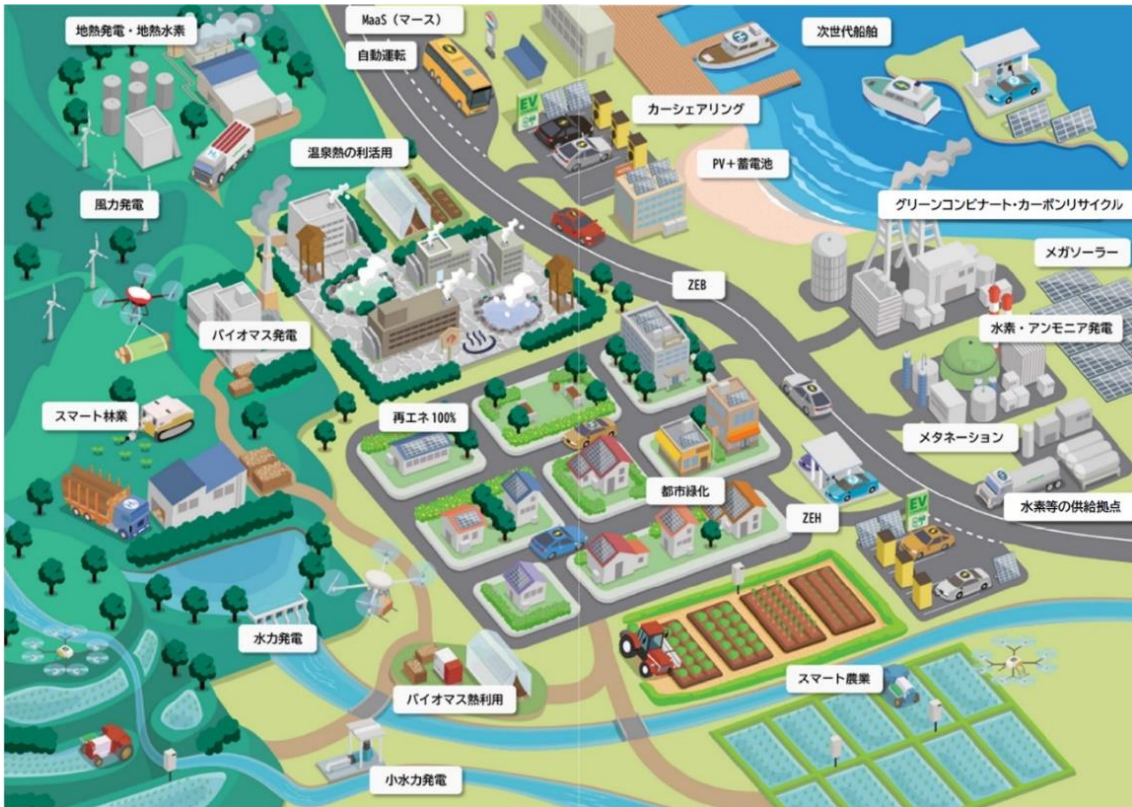 MaaS（マース）
地熱発電・地熱水素
次世代船舶
自動運転
EV
カーシェアリング
温泉熱の利活用
PV＋蓄電池
風力発電
グリーンコンビナート・カーボンリサイクル
メガソーラー
ZEB
バイオマス発電
水素・アンモニア発電
スマート林業
再エネ100%
メタネーション
都市緑化
水素等の供給拠点
ZEH
EV
水力発電
スマート農業
バイオマス熱利用
小水力発電